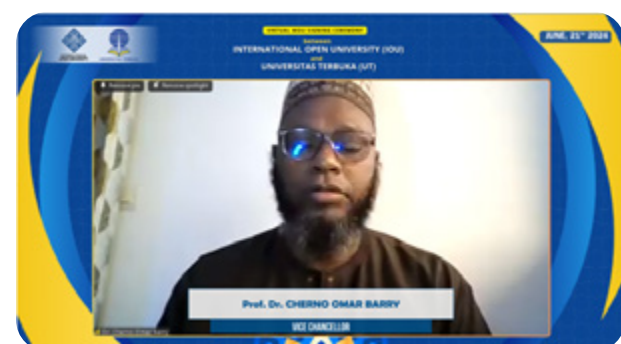 VIRTUAL MOU SIGNING CEREMONY
between
INTERNATIONAL OPEN UNIVERSITY (IOU)
and
UNIVERSITAS TERBUKA (UT)
JUNE, 21ST 2024
Prof. Dr. CHERNO OMAR BARRY
VICE CHANCELLOR